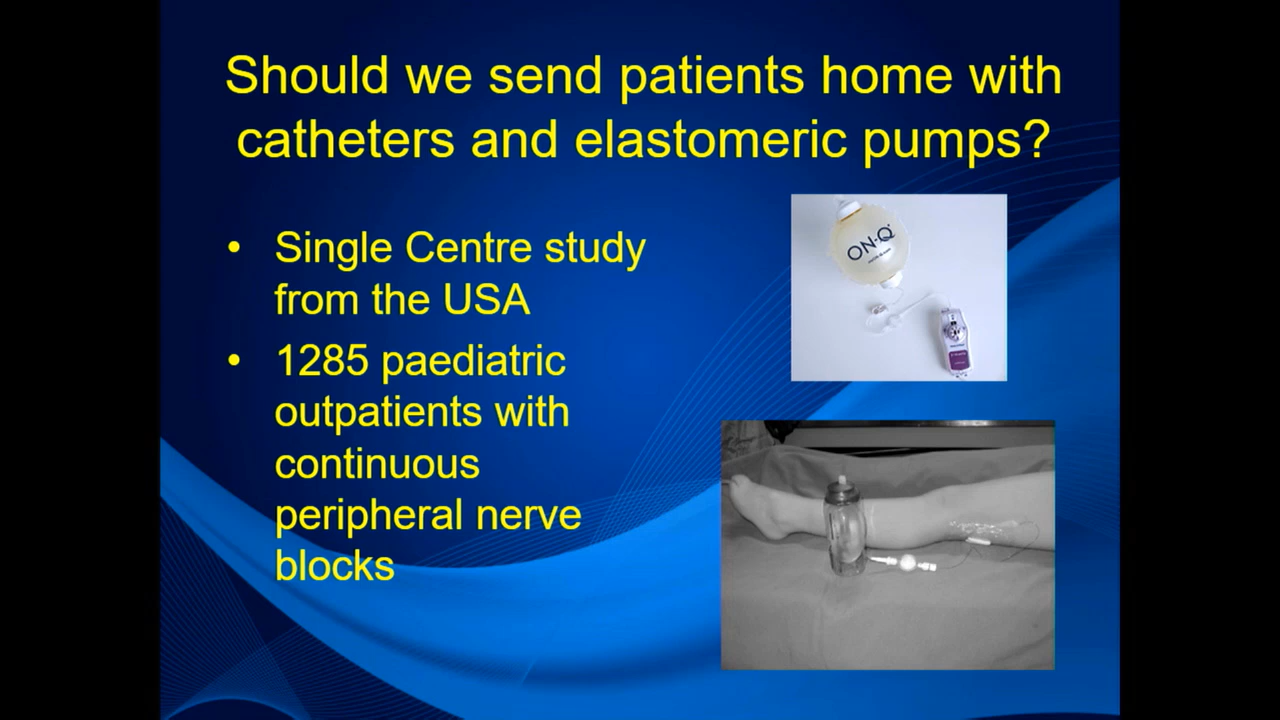 Should we send patients home with
catheters and elastomeric pumps?
• Single Centre study
from the USA
• 1285 paediatric
outpatients with
continuous
peripheral nerve
blocks
ON-Q